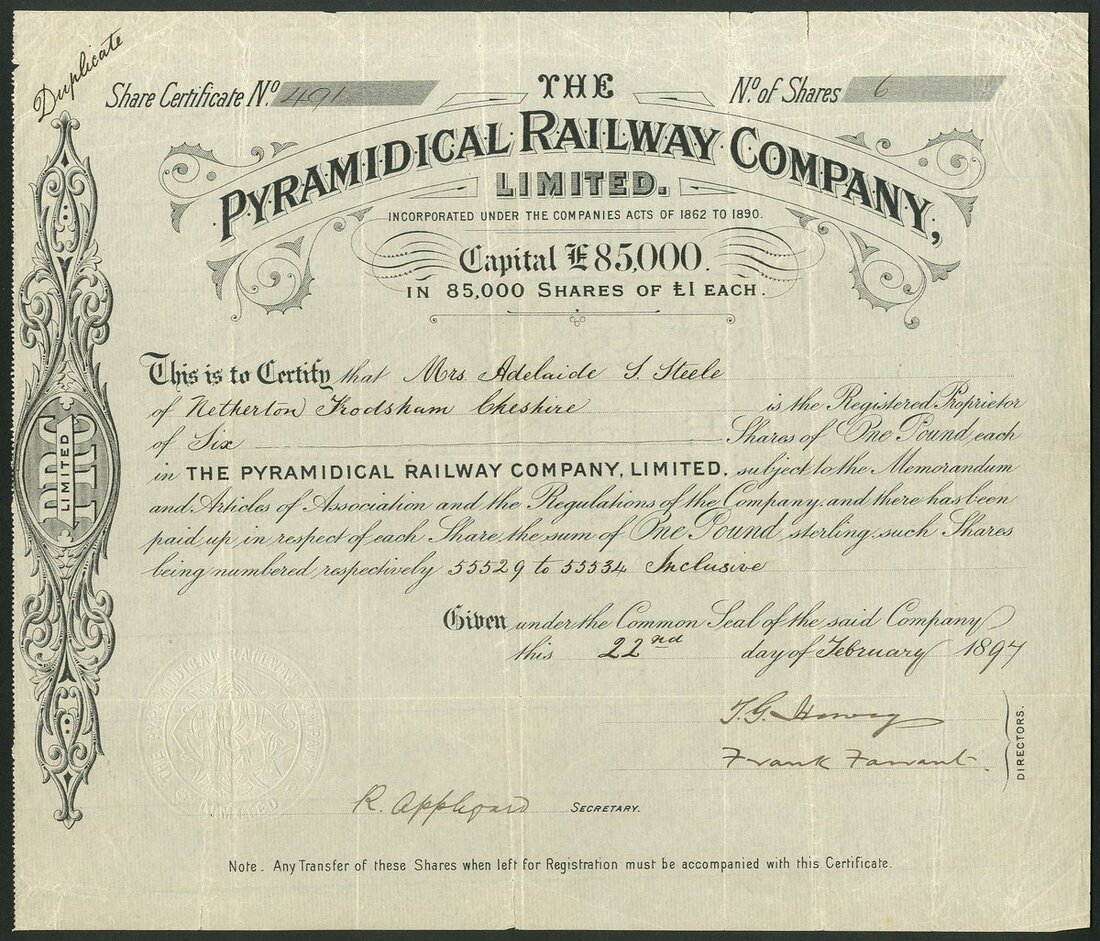 Duplicate
Share Certificate No. 491
No. of Shares 6
THE
PYRAMIDICAL RAILWAY COMPANY,
LIMITED.
INCORPORATED UNDER THE COMPANIES ACTS OF 1862 TO 1890.
Capital £85,000.
IN 85,000 SHARES OF £1 EACH.
This is to Certify that Mrs. Adelaide S. Steele
of Netherton Frodsham Cheshire is the Registered Proprietor
of Six Shares of One Pound each
in THE PYRAMIDICAL RAILWAY COMPANY, LIMITED, subject to the Memorandum
and Articles of Association and the Regulations of the Company, and there has been
paid up in respect of each Share the sum of One Pound sterling, such Shares
being numbered respectively 55529 to 55534 Inclusive
Given under the Common Seal of the said Company
this 22nd day of February 1897
T.G.
Frank Farrant
DIRECTORS.
R. Appleyard SECRETARY.
Note. Any Transfer of these Shares when left for Registration must be accompanied with this Certificate.
PRC
LIMITED
THE PYRAMIDICAL RAILWAY COMPANY
LIMITED